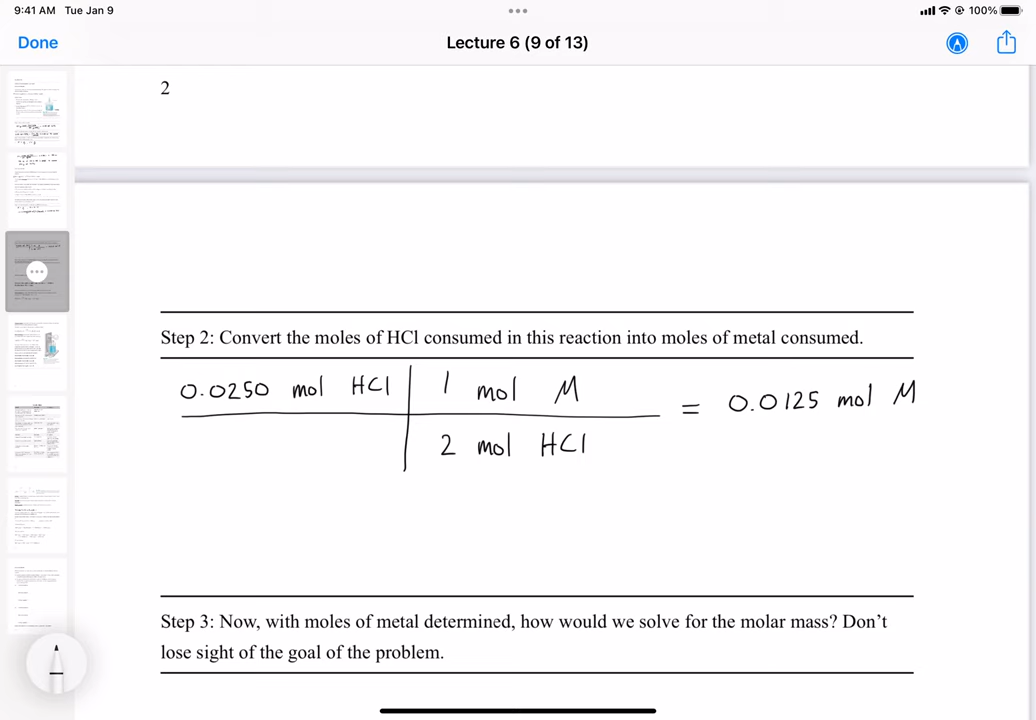 9:41 AM Tue Jan 9
100%
Done
Lecture 6 (9 of 13)
2
Step 2: Convert the moles of HCl consumed in this reaction into moles of metal consumed.
0.0250 mol HCl | 1 mol M = 0.0125 mol M
2 mol HCl
Step 3: Now, with moles of metal determined, how would we solve for the molar mass? Don't
lose sight of the goal of the problem.